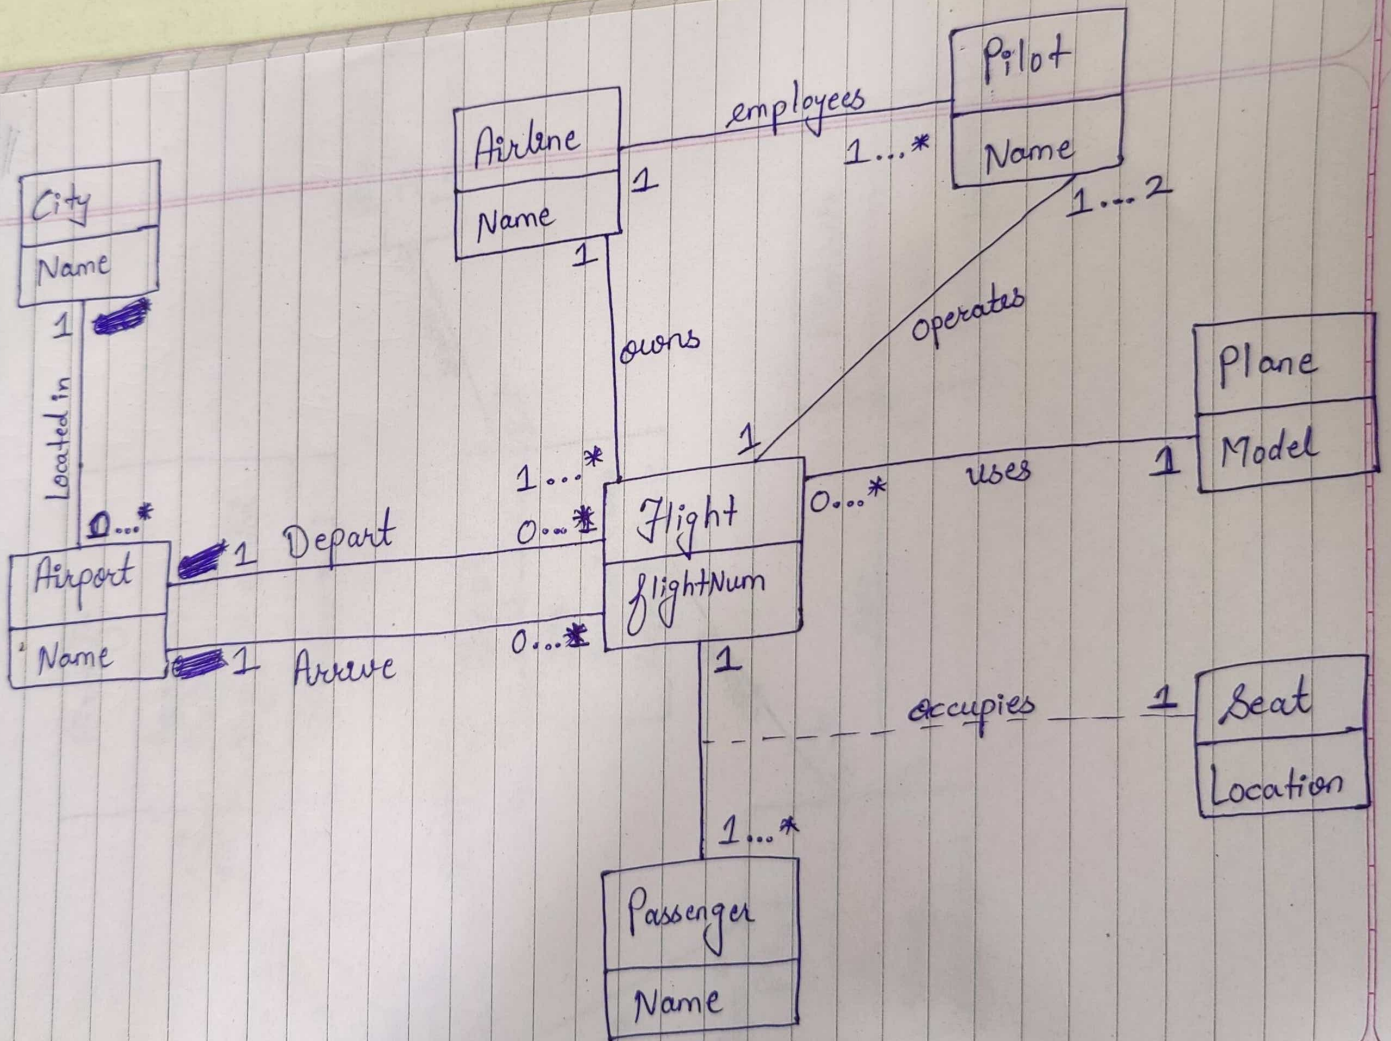 Pilot
Name
employees
1...*
Airline
Name
1
1
1...2
City
Name
1
Located in
0...*
owns
operates
Plane
Model
1
1
1...*
0...*
uses
0...*
Flight
flightNum
1 Depart
Airport
Name
1 Arrive
0...*
1
occupies
1
Seat
Location
1...*
Passenger
Name